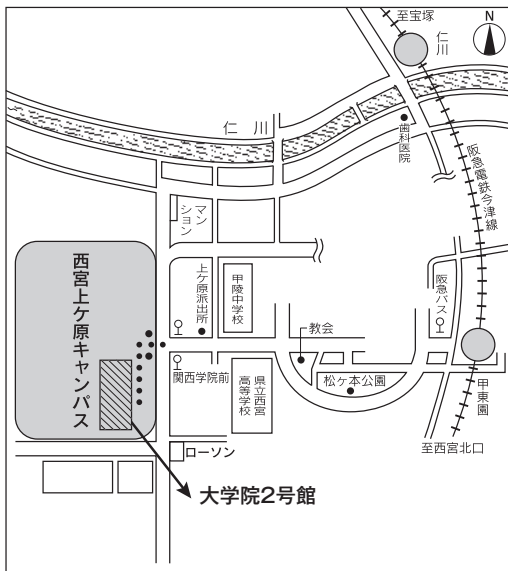 至宝塚
仁川
N
仁 川
歯科医院
阪急電鉄今津線
マンション
西宮上ケ原キャンパス
上ケ原派出所
甲陵中学校
阪急バス
教会
関西学院前
県立西宮
高等学校
松ヶ本公園
甲東園
ローソン
至西宮北口
大学院2号館